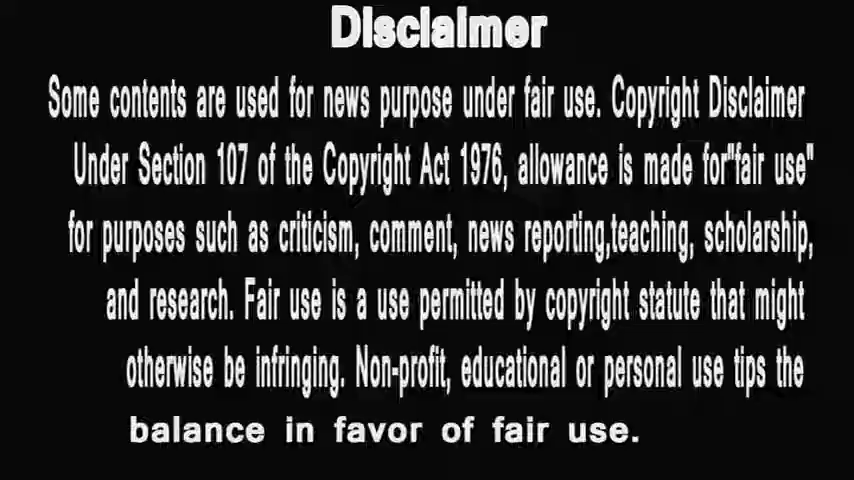 Disclaimer
Some contents are used for news purpose under fair use. Copyright Disclaimer
Under Section 107 of the Copyright Act 1976, allowance is made for"fair use"
for purposes such as criticism, comment, news reporting,teaching, scholarship,
and research. Fair use is a use permitted by copyright statute that might
otherwise be infringing. Non-profit, educational or personal use tips the
balance in favor of fair use.